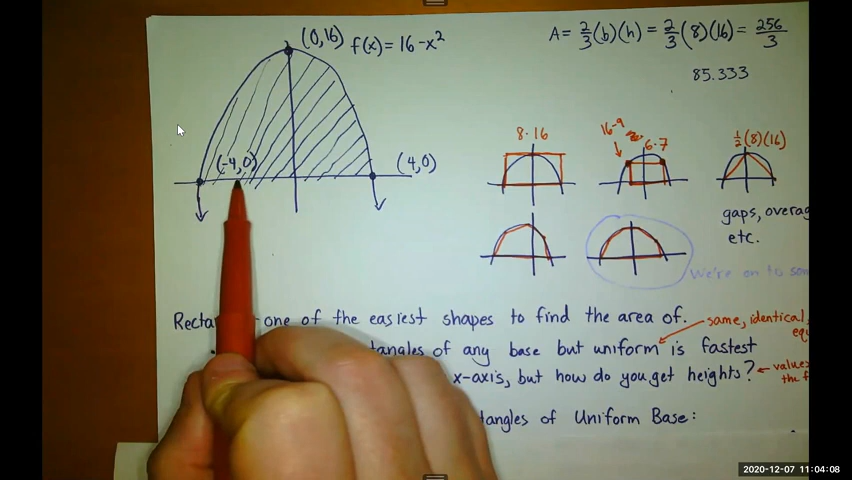 (0,16) f(x) = 16-x²
A = 2/3 (b)(h) = 2/3 (8)(16) = 256/3
85.333
8·16
16-9
6·7
1/2 (8)(16)
(-4,0)
(4,0)
gaps, overag
etc.
We're on to som
Recta one of the easiest shapes to find the area of.
same, identical,
equ
tangles of any base but uniform is fastest
x-axis, but how do you get heights?
values
the f
tangles of Uniform Base:
2020-12-07 11:04:08